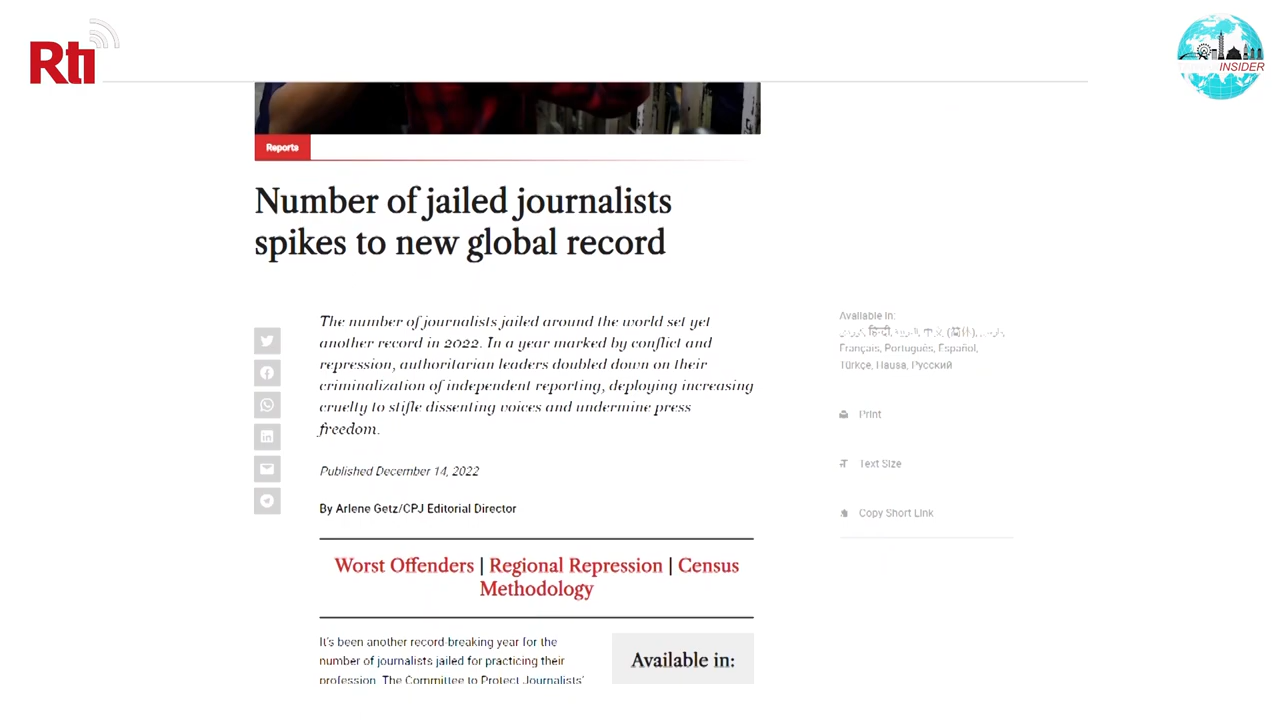 Rti
INSIDER
Reports
Number of jailed journalists
spikes to new global record
The number of journalists jailed around the world set yet
another record in 2022. In a year marked by conflict and
repression, authoritarian leaders doubled down on their
criminalization of independent reporting, deploying increasing
cruelty to stifle dissenting voices and undermine press
freedom.
Published December 14, 2022
By Arlene Getz/CPJ Editorial Director
Worst Offenders | Regional Repression | Census
Methodology
It's been another record-breaking year for the
number of journalists jailed for practicing their
profession. The Committee to Protect Journalists'
Available in:
Available in:
हिन्दी, 中文 (简体),
Français, Português, Español,
Türkçe, Hausa, Русский
Print
Text Size
Copy Short Link